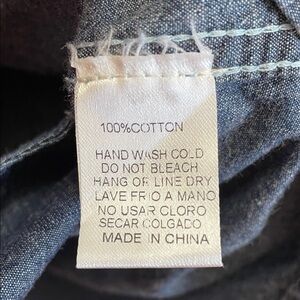 100%COTTON
HAND WASH COLD
DO NOT BLEACH
HANG OR LINE DRY
LAVE FRIO A MANO
NO USAR CLORO
SECAR COLGADO
MADE IN CHINA